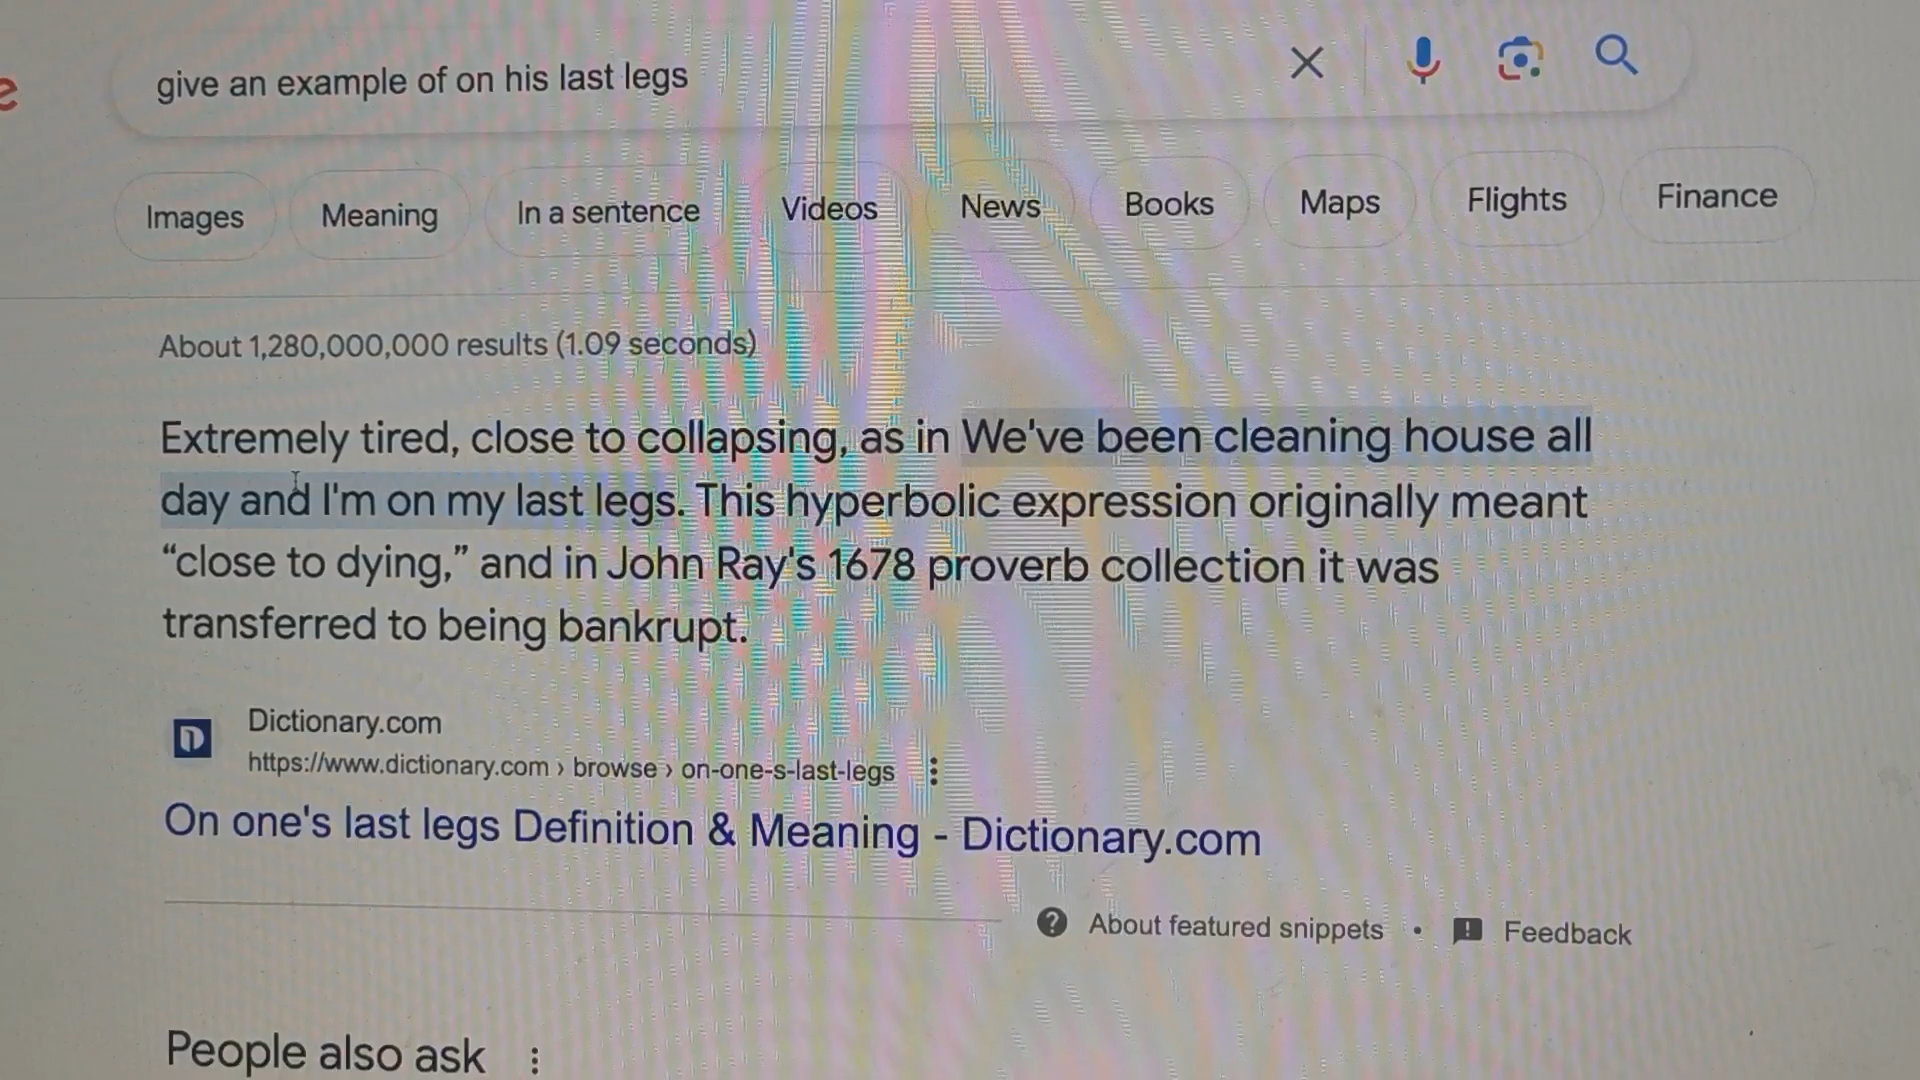 e
give an example of on his last legs
Images Meaning In a sentence Videos News Books Maps Flights Finance
About 1,280,000,000 results (1.09 seconds)
Extremely tired, close to collapsing, as in We've been cleaning house all
day and I'm on my last legs. This hyperbolic expression originally meant
“close to dying,” and in John Ray's 1678 proverb collection it was
transferred to being bankrupt.
Dictionary.com
https://www.dictionary.com › browse › on-one-s-last-legs
On one's last legs Definition & Meaning - Dictionary.com
About featured snippets • Feedback
People also ask